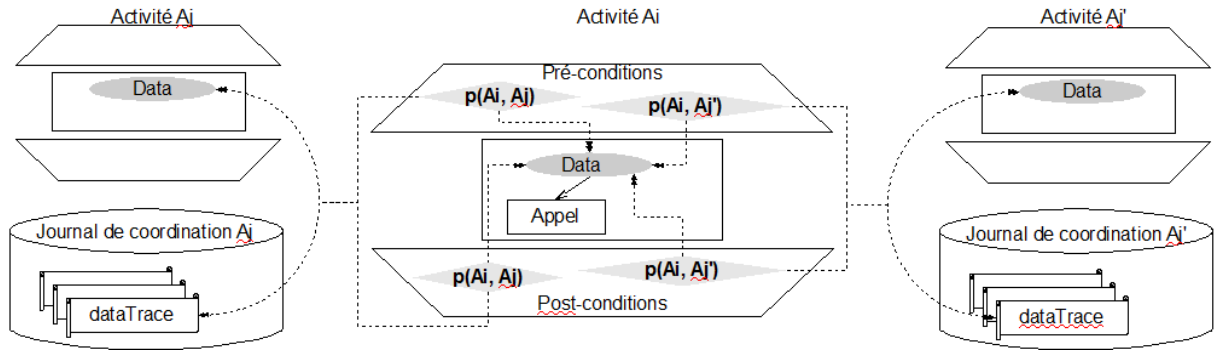 Activité Aj
Data
Journal de coordination Aj
dataTrace
Activité Ai
Pré-conditions
p(Ai, Aj)
p(Ai, Aj')
Data
Appel
p(Ai, Aj)
p(Ai, Aj')
Post-conditions
Activité Aj'
Data
Journal de coordination Aj'
dataTrace